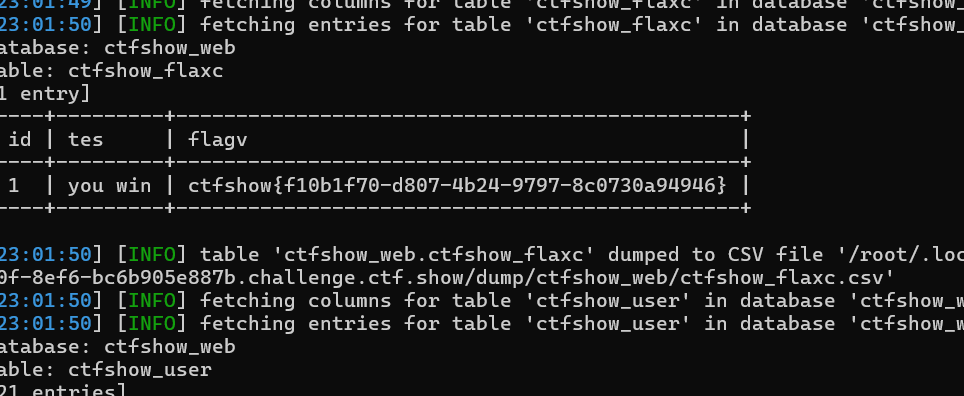 23:01:49] [INFO] fetching columns for table 'ctfshow_flaxc' in database 'ctfshow_
23:01:50] [INFO] fetching entries for table 'ctfshow_flaxc' in database 'ctfshow_
atabase: ctfshow_web
able: ctfshow_flaxc
1 entry]
----+---------+-----------------------------------------------+
id | tes     | flagv                                         |
----+---------+-----------------------------------------------+
1  | you win | ctfshow{f10b1f70-d807-4b24-9797-8c0730a94946} |
----+---------+-----------------------------------------------+
23:01:50] [INFO] table 'ctfshow_web.ctfshow_flaxc' dumped to CSV file '/root/.loc
0f-8ef6-bc6b905e887b.challenge.ctf.show/dump/ctfshow_web/ctfshow_flaxc.csv'
23:01:50] [INFO] fetching columns for table 'ctfshow_user' in database 'ctfshow_w
23:01:50] [INFO] fetching entries for table 'ctfshow_user' in database 'ctfshow_w
atabase: ctfshow_web
able: ctfshow_user
21 entries]